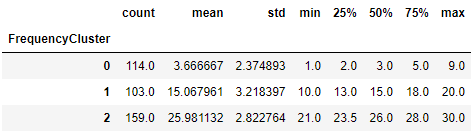 count mean std min 25% 50% 75% max
FrequencyCluster
0 114.0 3.666667 2.374893 1.0 2.0 3.0 5.0 9.0
1 103.0 15.067961 3.218397 10.0 13.0 15.0 18.0 20.0
2 159.0 25.981132 2.822764 21.0 23.5 26.0 28.0 30.0